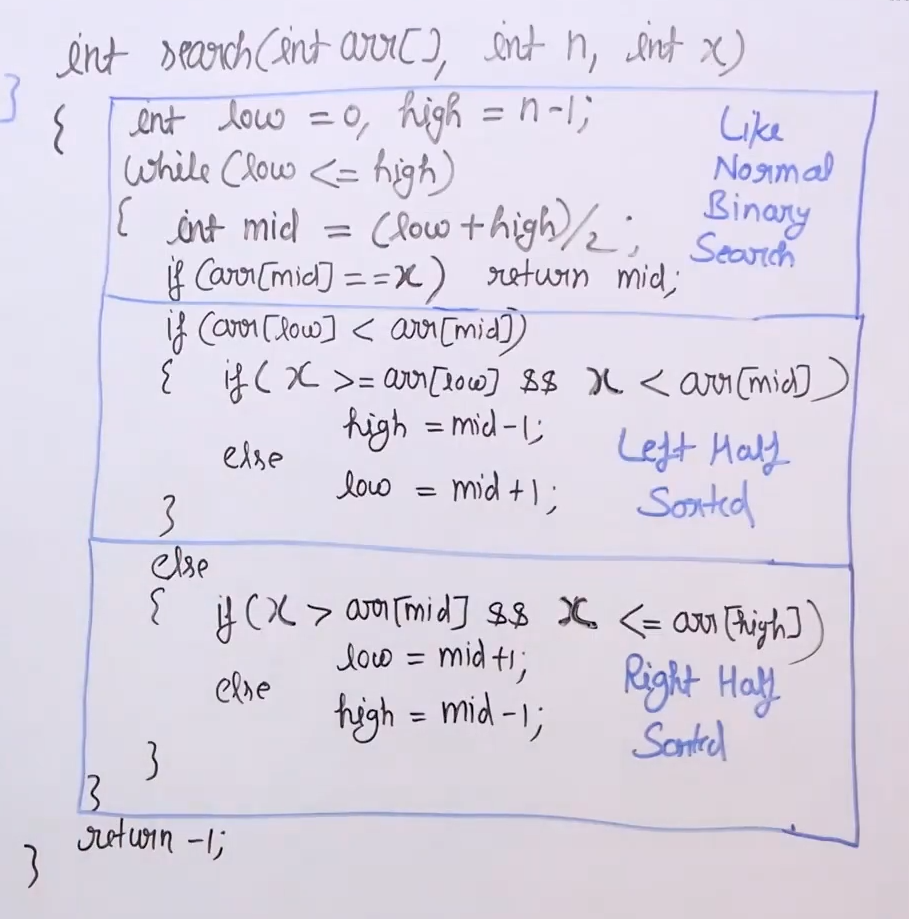 int search(int arr[], int n, int x)
}
{ int low = 0, high = n-1;
while (low <= high)
{ int mid = (low + high)/2;
if (arr[mid] == x) return mid;
Like
Normal
Binary
Search
if (arr[low] < arr[mid])
{ if (x >= arr[low] && x < arr[mid])
high = mid-1;
else
low = mid+1;
}
Left Half
Sorted
else
{ if (x > arr[mid] && x <= arr[high])
low = mid+1;
else
high = mid-1;
}
Right Half
Sorted
}
return -1;
}